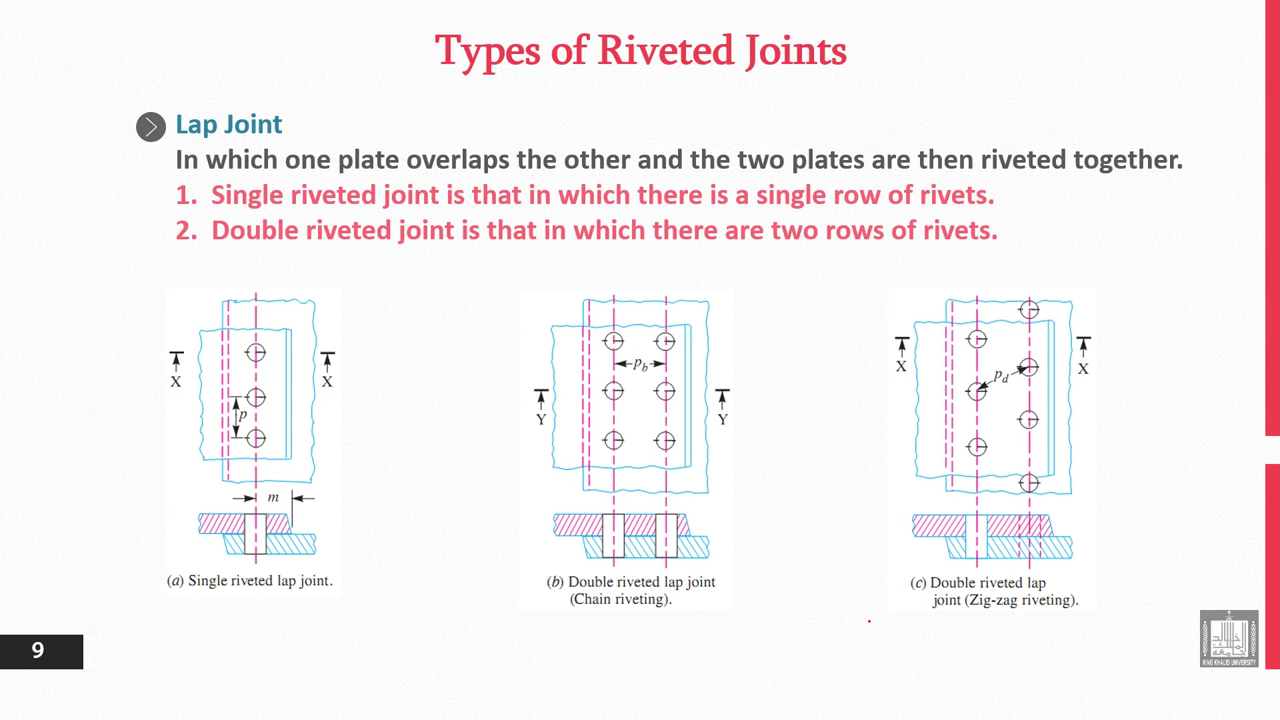 Types of Riveted Joints
Lap Joint
In which one plate overlaps the other and the two plates are then riveted together.
1. Single riveted joint is that in which there is a single row of rivets.
2. Double riveted joint is that in which there are two rows of rivets.
X
X
p
m
(a) Single riveted lap joint.
pb
Y
Y
(b) Double riveted lap joint
(Chain riveting).
X
X
pd
(c) Double riveted lap
joint (Zig-zag riveting).
9
KING KHALID UNIVERSITY